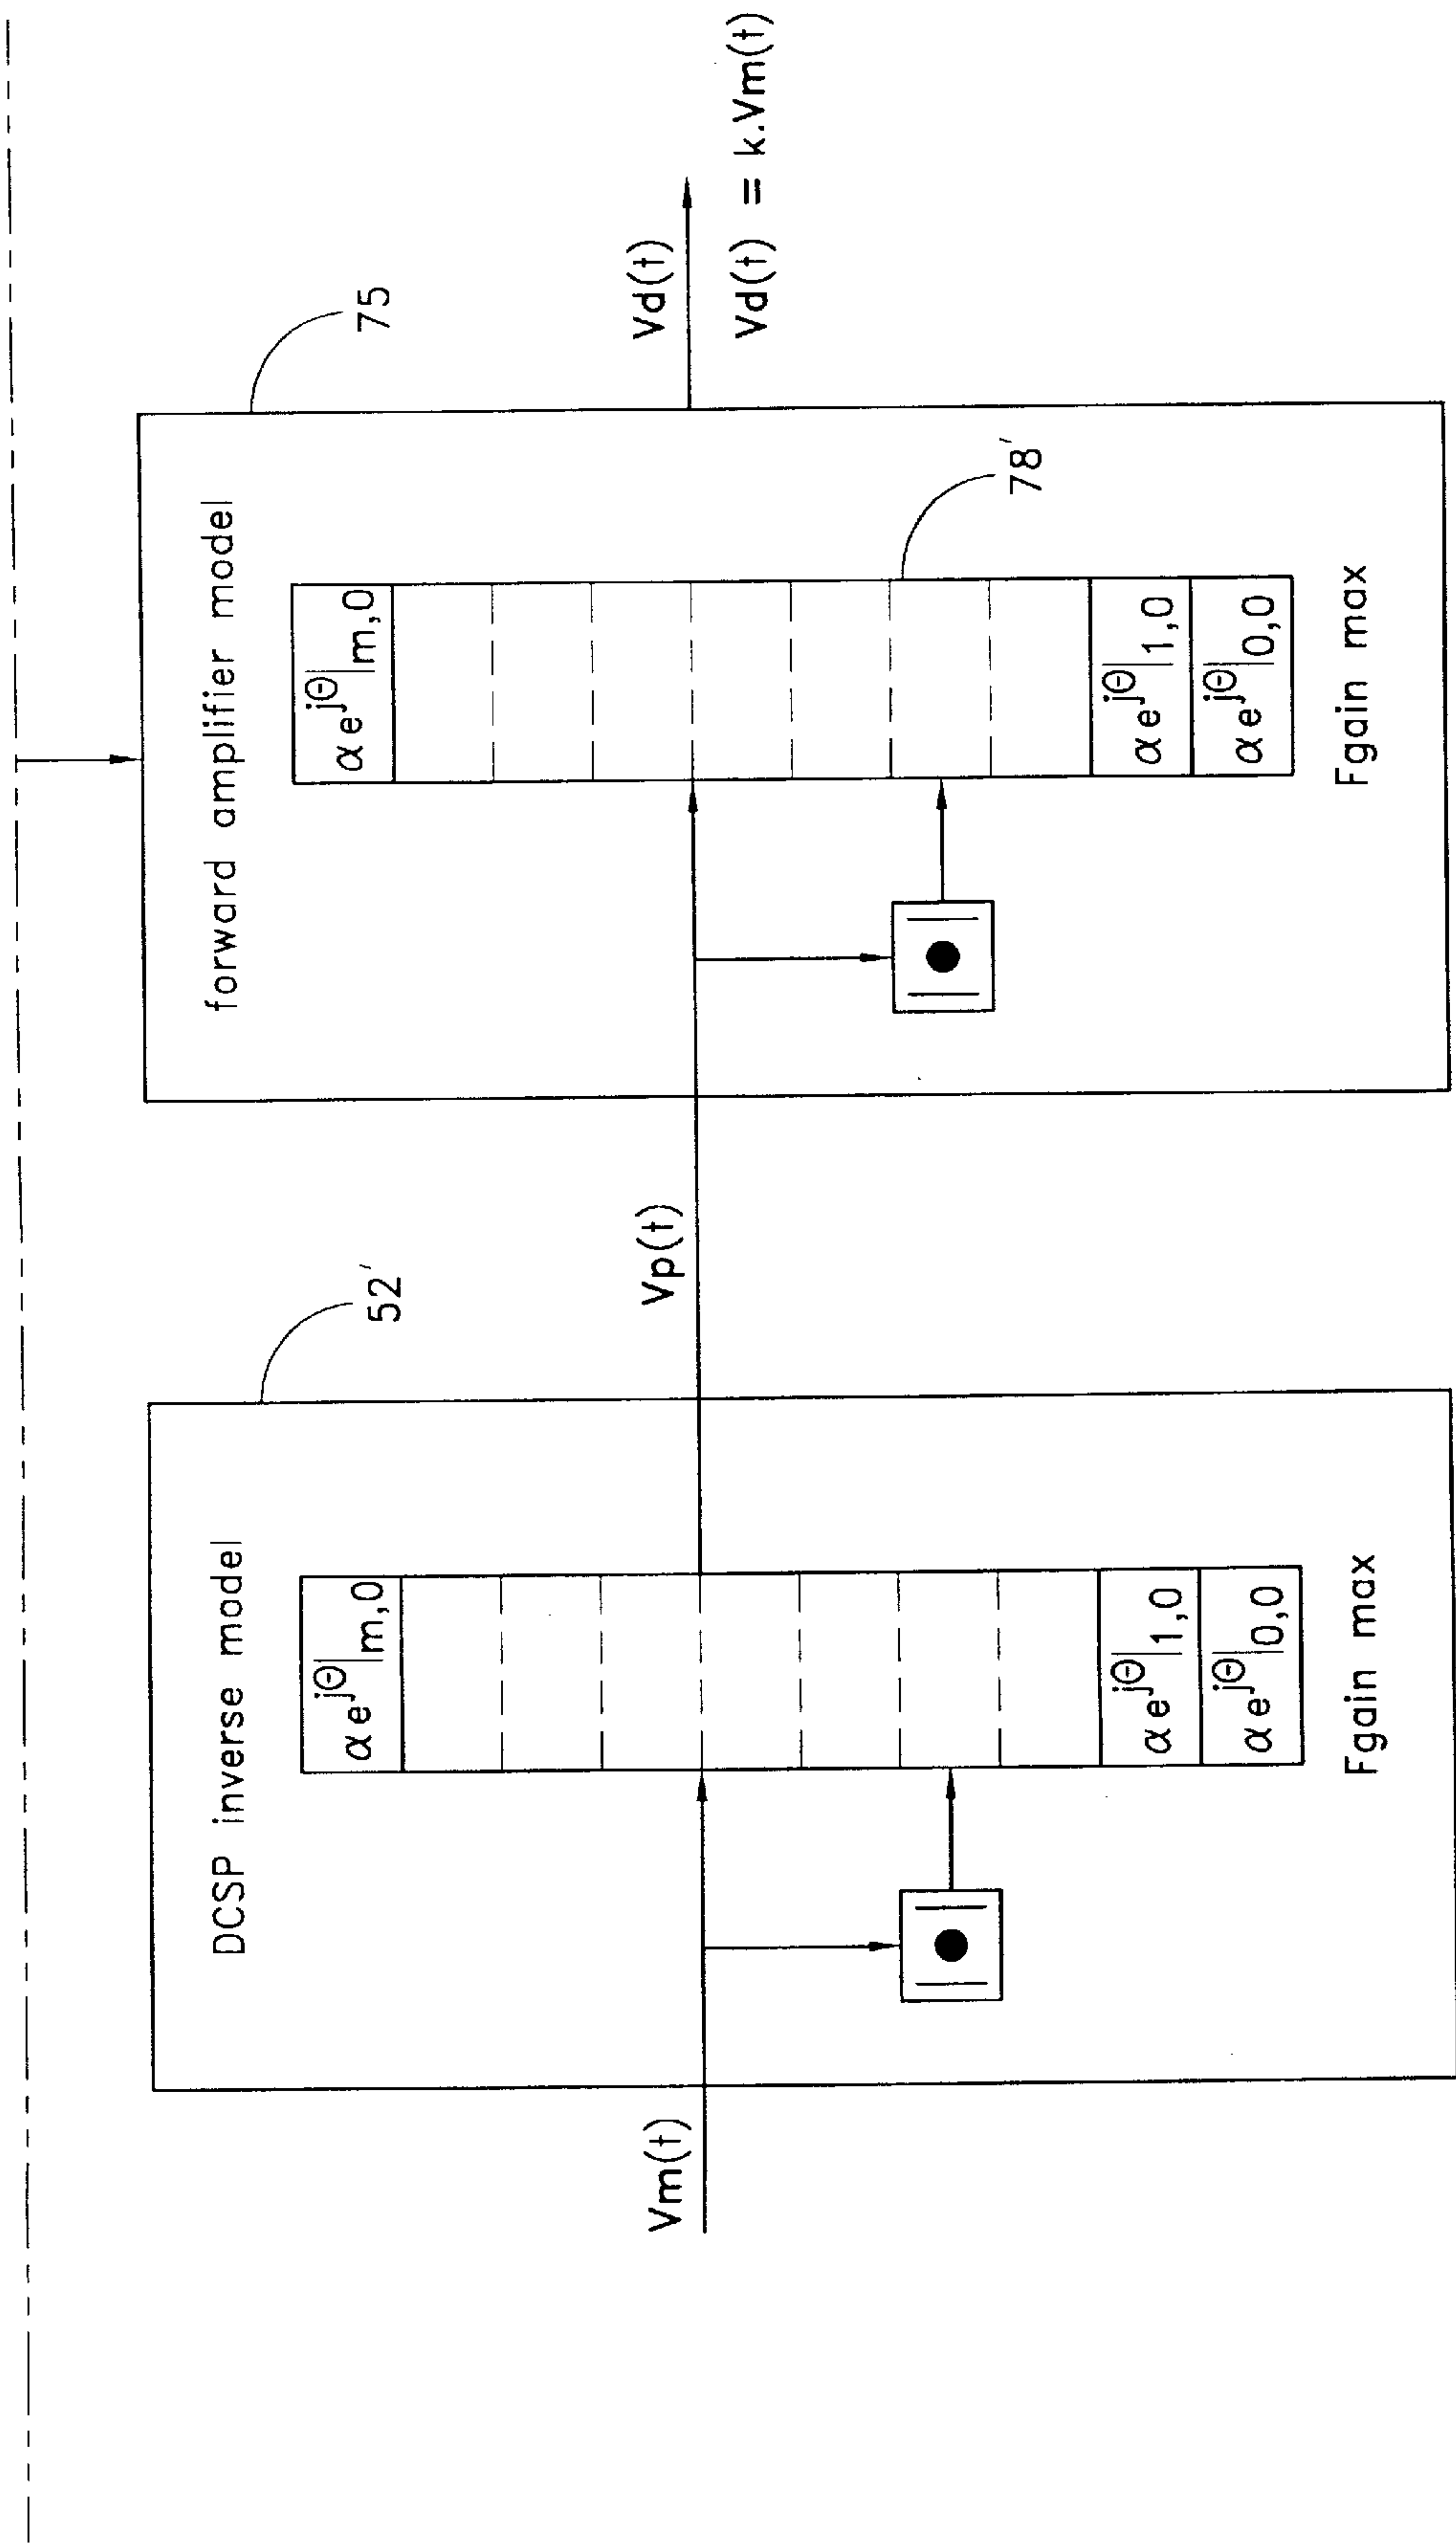 DCSP inverse model
52'
αe^jΘ|m,0
αe^jΘ|1,0
αe^jΘ|0,0
Fgain max
Vm(t)
Vp(t)
forward amplifier model
75
αe^jΘ|m,0
78'
αe^jΘ|1,0
αe^jΘ|0,0
Fgain max
Vd(t)
Vd(t) = k.Vm(t)